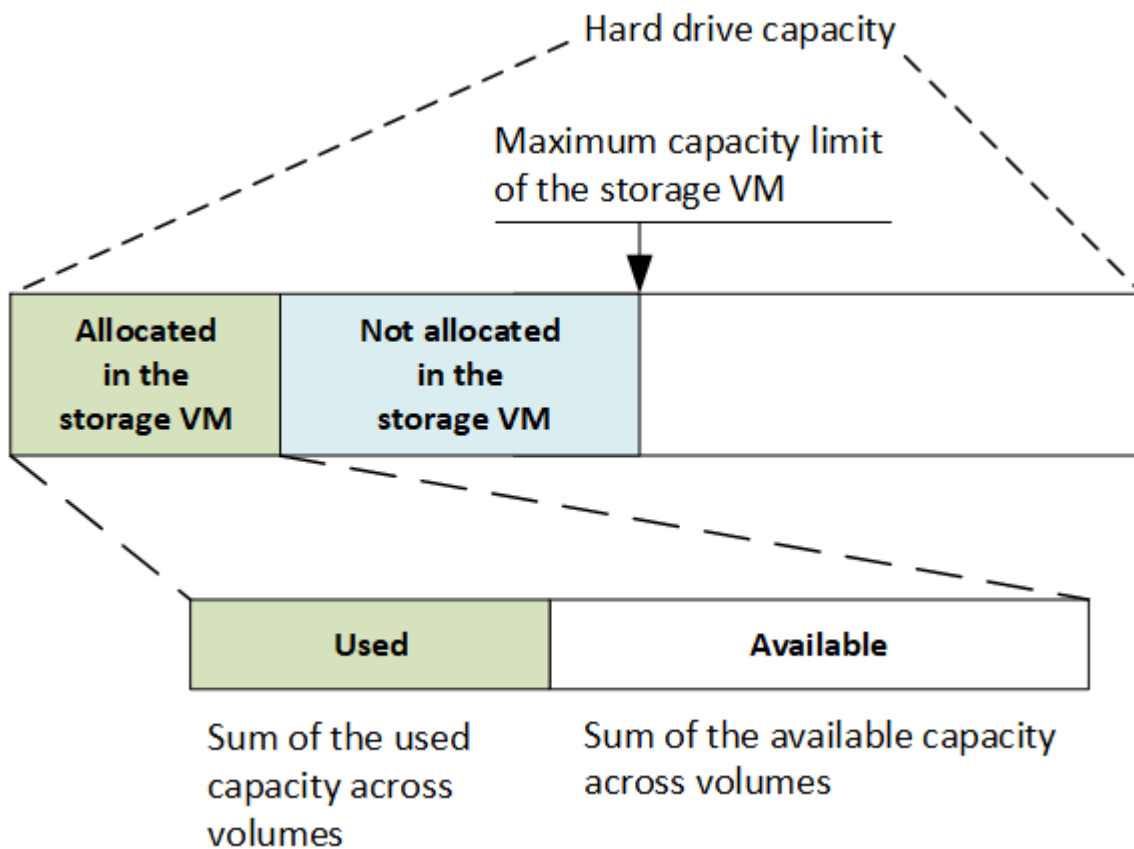 Hard drive capacity
Maximum capacity limit
of the storage VM
Allocated
in the
storage VM
Not allocated
in the
storage VM
Used
Available
Sum of the used
capacity across
volumes
Sum of the available capacity
across volumes